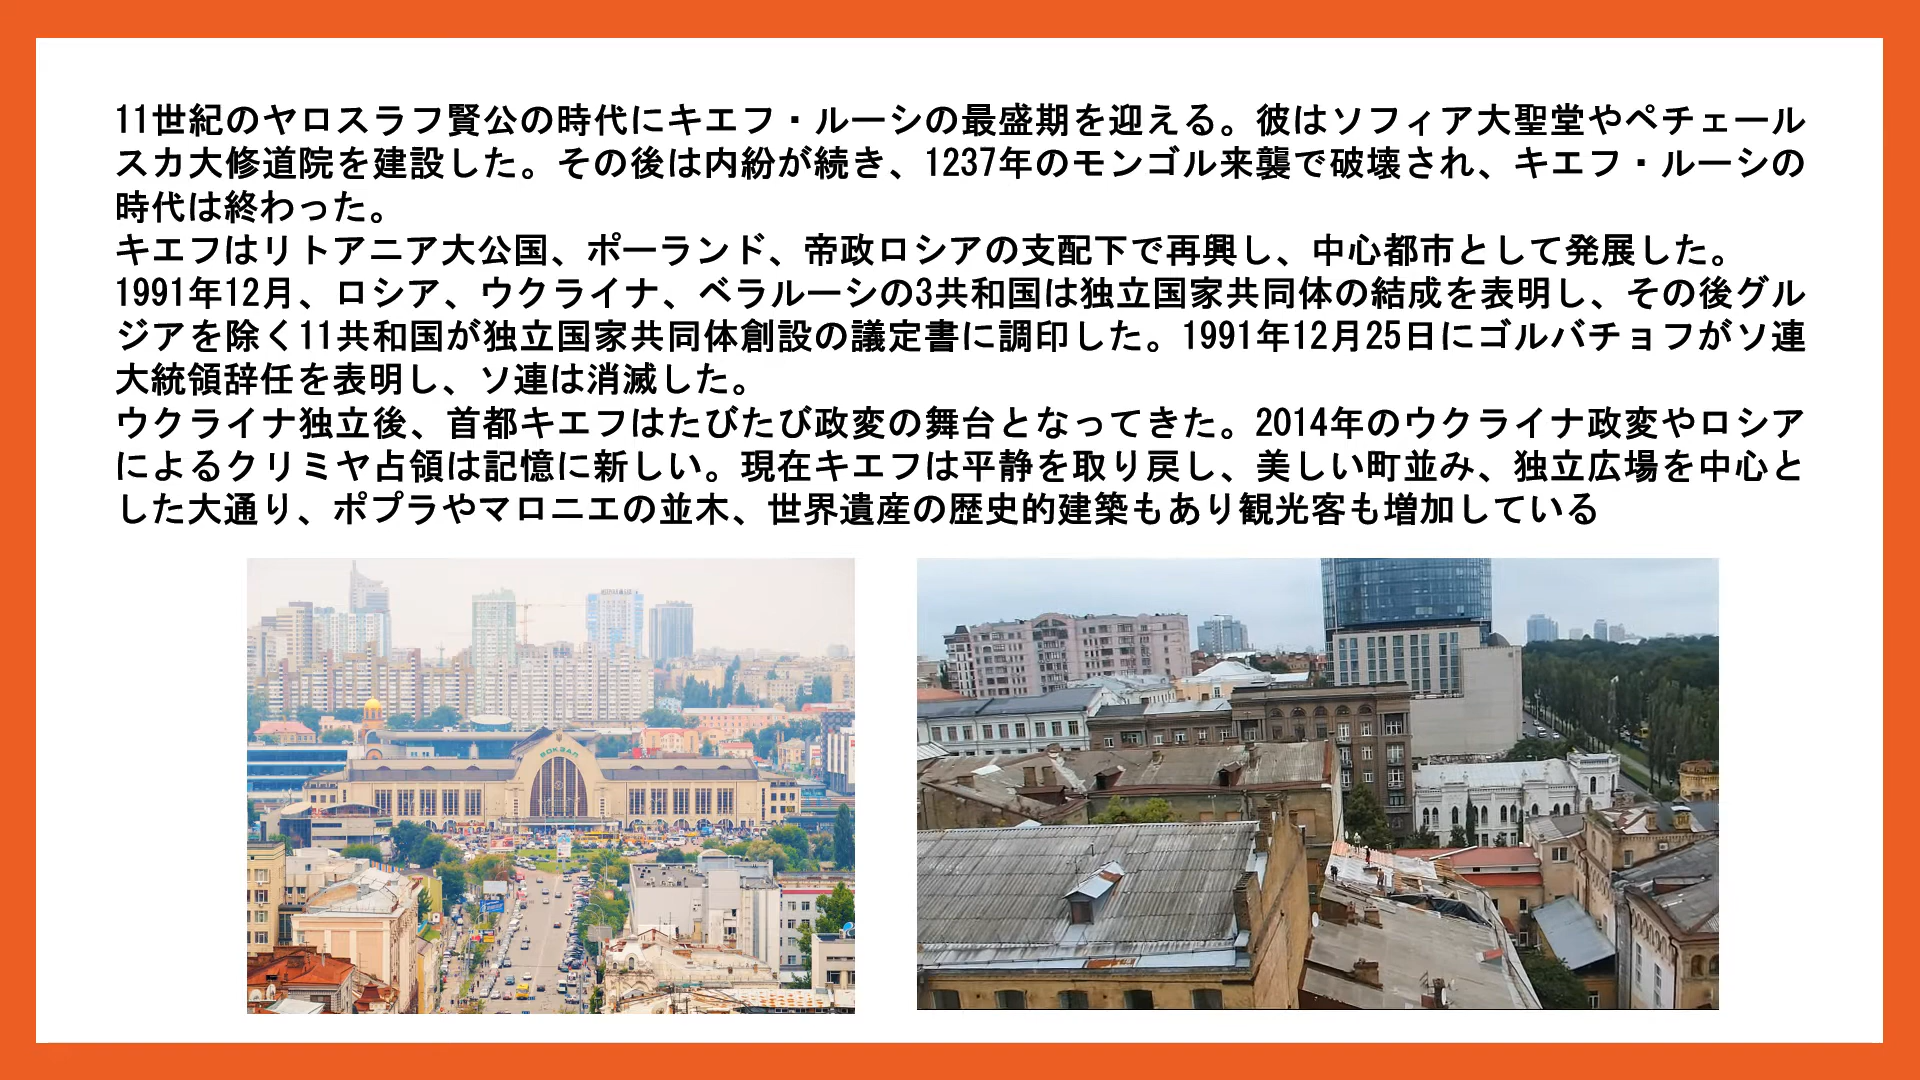 11世紀のヤロスラフ賢公の時代にキエフ・ルーシの最盛期を迎える。彼はソフィア大聖堂やペチェール
スカ大修道院を建設した。その後は内紛が続き、1237年のモンゴル来襲で破壊され、キエフ・ルーシの
時代は終わった。
キエフはリトアニア大公国、ポーランド、帝政ロシアの支配下で再興し、中心都市として発展した。
1991年12月、ロシア、ウクライナ、ベラルーシの3共和国は独立国家共同体の結成を表明し、その後グル
ジアを除く11共和国が独立国家共同体創設の議定書に調印した。1991年12月25日にゴルバチョフがソ連
大統領辞任を表明し、ソ連は消滅した。
ウクライナ独立後、首都キエフはたびたび政変の舞台となってきた。2014年のウクライナ政変やロシア
によるクリミヤ占領は記憶に新しい。現在キエフは平静を取り戻し、美しい町並み、独立広場を中心と
した大通り、ポプラやマロニエの並木、世界遺産の歴史的建築もあり観光客も増加している
ВОКЗАЛ